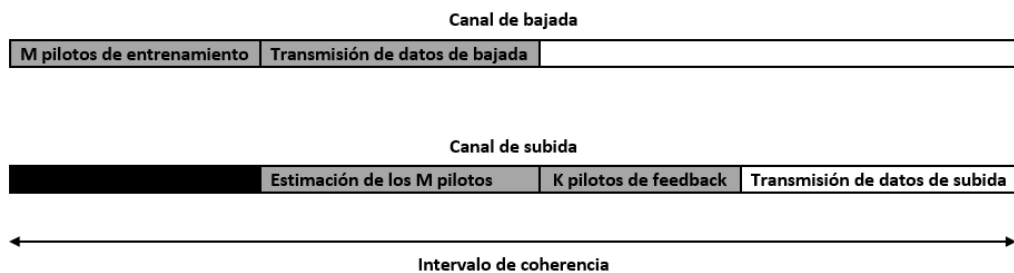 Canal de bajada
M pilotos de entrenamiento Transmisión de datos de bajada
Canal de subida
Estimación de los M pilotos K pilotos de feedback Transmisión de datos de subida
Intervalo de coherencia